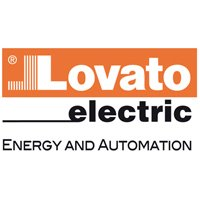 ® Lovato
electric
ENERGY AND AUTOMATION